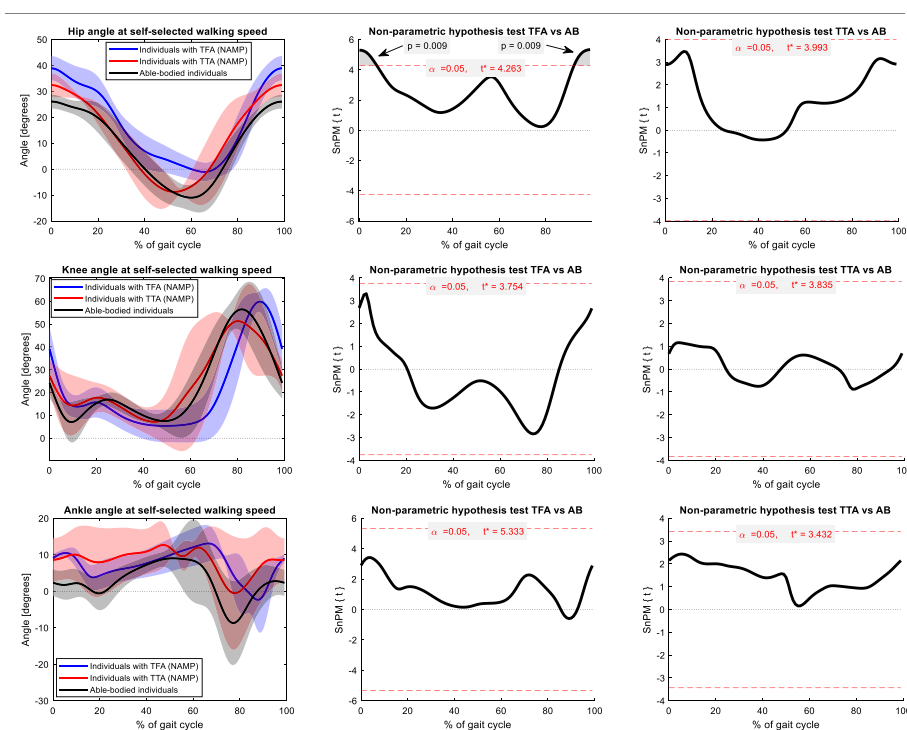 Hip angle at self-selected walking speed
50
40
30
20
10
0
-10
-20
Angle [degrees]
Individuals with TFA (NAMP)
Individuals with TTA (NAMP)
Able-bodied individuals
0 20 40 60 80 100
% of gait cycle
Non-parametric hypothesis test TFA vs AB
6
4
2
0
-2
-4
-6
SnPM { t }
p = 0.009
p = 0.009
α =0.05, t* = 4.263
0 20 40 60 80
% of gait cycle
Non-parametric hypothesis test TTA vs AB
4
3
2
1
0
-1
-2
-3
-4
SnPM { t }
α =0.05, t* = 3.993
0 20 40 60 80 100
% of gait cycle
Knee angle at self-selected walking speed
70
60
50
40
30
20
10
0
Angle [degrees]
Individuals with TFA (NAMP)
Individuals with TTA (NAMP)
Able-bodied individuals
0 20 40 60 80 100
% of gait cycle
Non-parametric hypothesis test TFA vs AB
4
3
2
1
0
-1
-2
-3
-4
SnPM { t }
α =0.05, t* = 3.754
0 20 40 60 80 100
% of gait cycle
Non-parametric hypothesis test TTA vs AB
4
3
2
1
0
-1
-2
-3
-4
SnPM { t }
α =0.05, t* = 3.835
0 20 40 60 80 100
% of gait cycle
Ankle angle at self-selected walking speed
20
10
0
-10
-20
-30
Angle [degrees]
Individuals with TFA (NAMP)
Individuals with TTA (NAMP)
Able-bodied individuals
0 20 40 60 80 100
% of gait cycle
Non-parametric hypothesis test TFA vs AB
6
4
2
0
-2
-4
-6
SnPM { t }
α =0.05, t* = 5.333
0 20 40 60 80 100
% of gait cycle
Non-parametric hypothesis test TTA vs AB
4
3
2
1
0
-1
-2
-3
-4
SnPM { t }
α =0.05, t* = 3.432
0 20 40 60 80 100
% of gait cycle